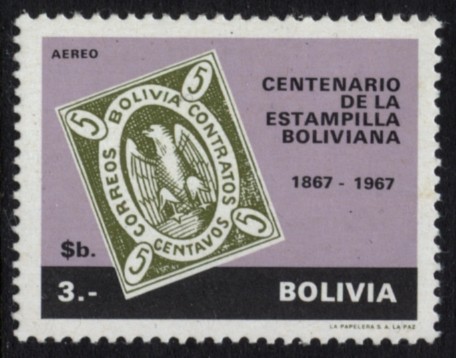 AEREO
CENTENARIO
DE LA
ESTAMPILLA
BOLIVIANA
1867 - 1967
5 5
CORREOS BOLIVIA CONTRATOS
CENTAVOS
5 5
$b.
3.-
BOLIVIA
LA PAPELERA S. A. LA PAZ